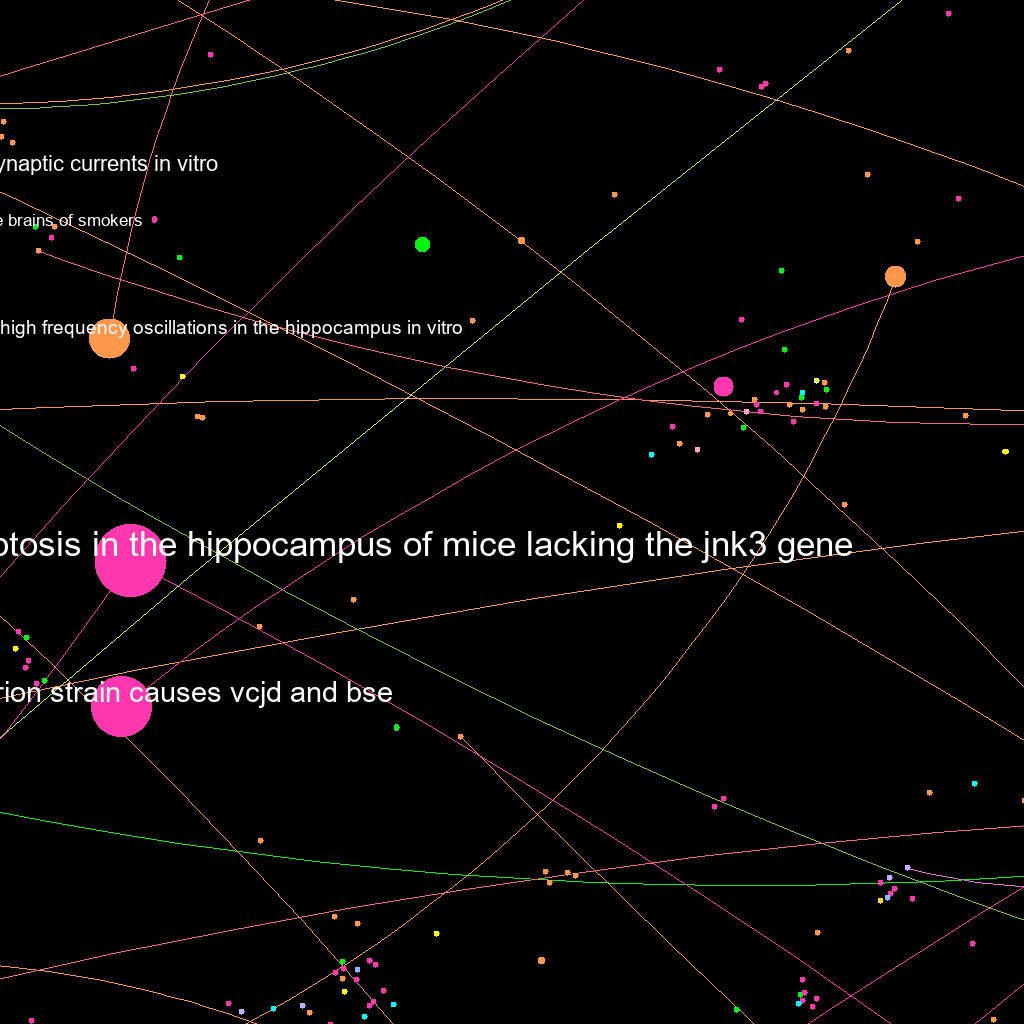 ynaptic currents in vitro
e brains of smokers
high frequency oscillations in the hippocampus in vitro
ptosis in the hippocampus of mice lacking the jnk3 gene
rion strain causes vcjd and bse